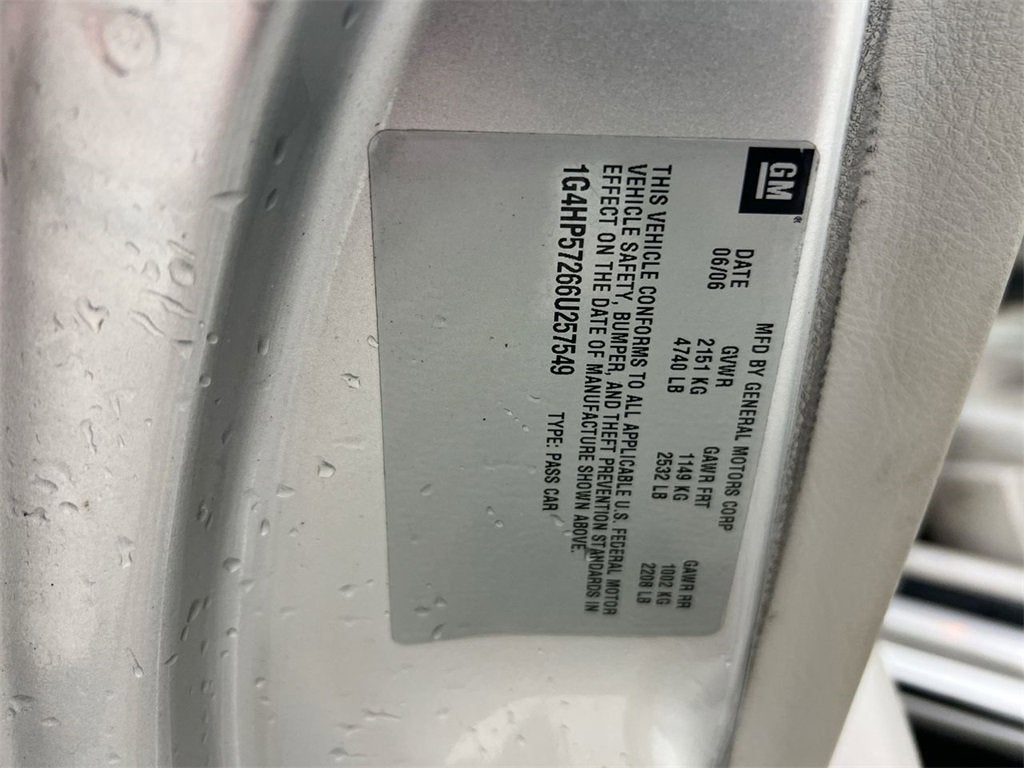 GM
MFD BY GENERAL MOTORS CORP
DATE GVWR GAWR FRT GAWR RR
06/06 2151 KG 1149 KG 1002 KG
4740 LB 2532 LB 2208 LB
THIS VEHICLE CONFORMS TO ALL APPLICABLE U.S. FEDERAL MOTOR
VEHICLE SAFETY, BUMPER, AND THEFT PREVENTION STANDARDS IN
EFFECT ON THE DATE OF MANUFACTURE SHOWN ABOVE.
1G4HP57266U257549 TYPE: PASS CAR